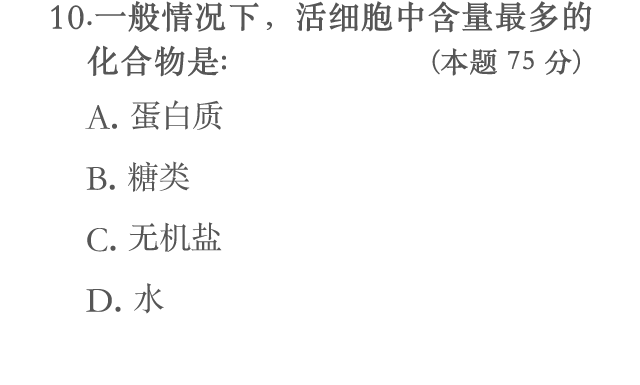 10.一般情况下，活细胞中含量最多的
化合物是: (本题 75 分)
A. 蛋白质
B. 糖类
C. 无机盐
D. 水